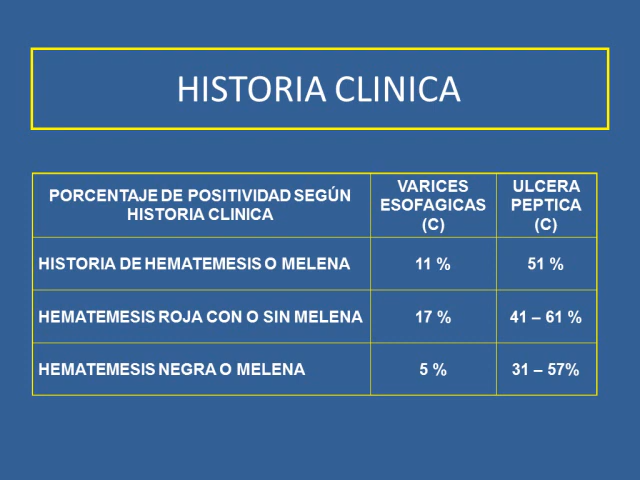 HISTORIA CLINICA
PORCENTAJE DE POSITIVIDAD SEGÚN
HISTORIA CLINICA
VARICES
ESOFAGICAS
(C)
ULCERA
PEPTICA
(C)
HISTORIA DE HEMATEMESIS O MELENA
11 %
51 %
HEMATEMESIS ROJA CON O SIN MELENA
17 %
41 – 61 %
HEMATEMESIS NEGRA O MELENA
5 %
31 – 57%